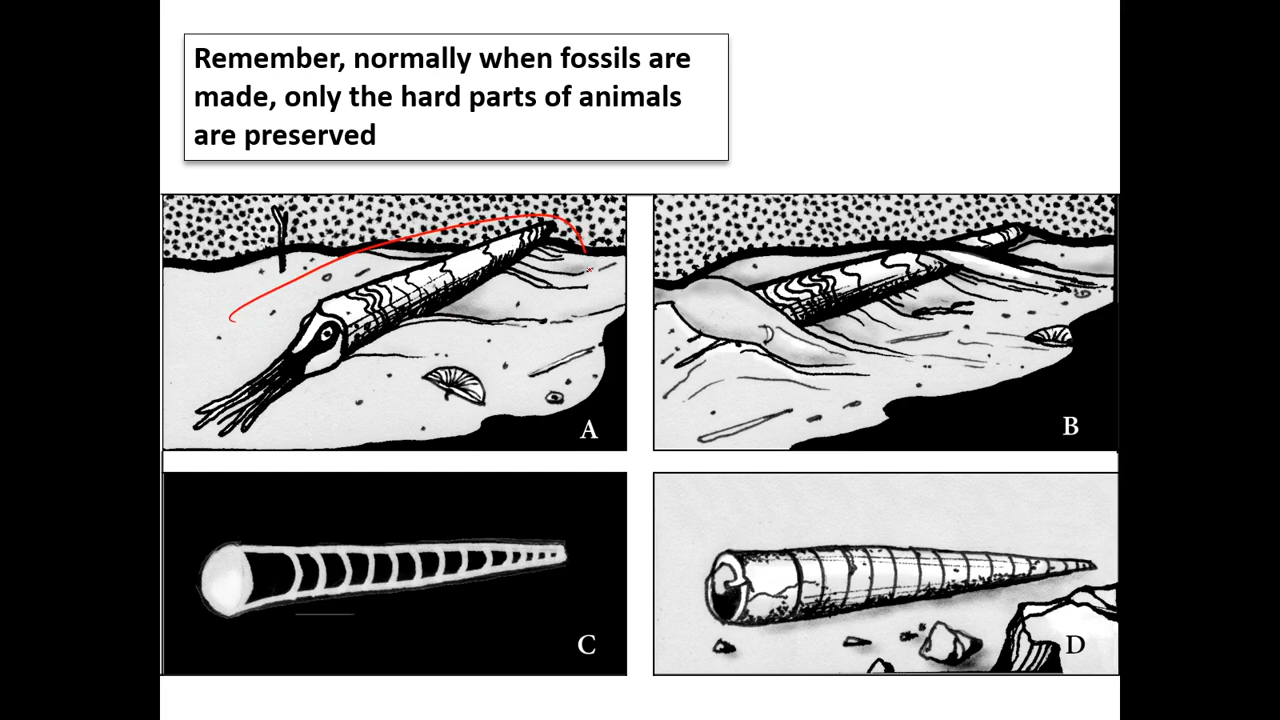 Remember, normally when fossils are
made, only the hard parts of animals
are preserved
A
B
C
D